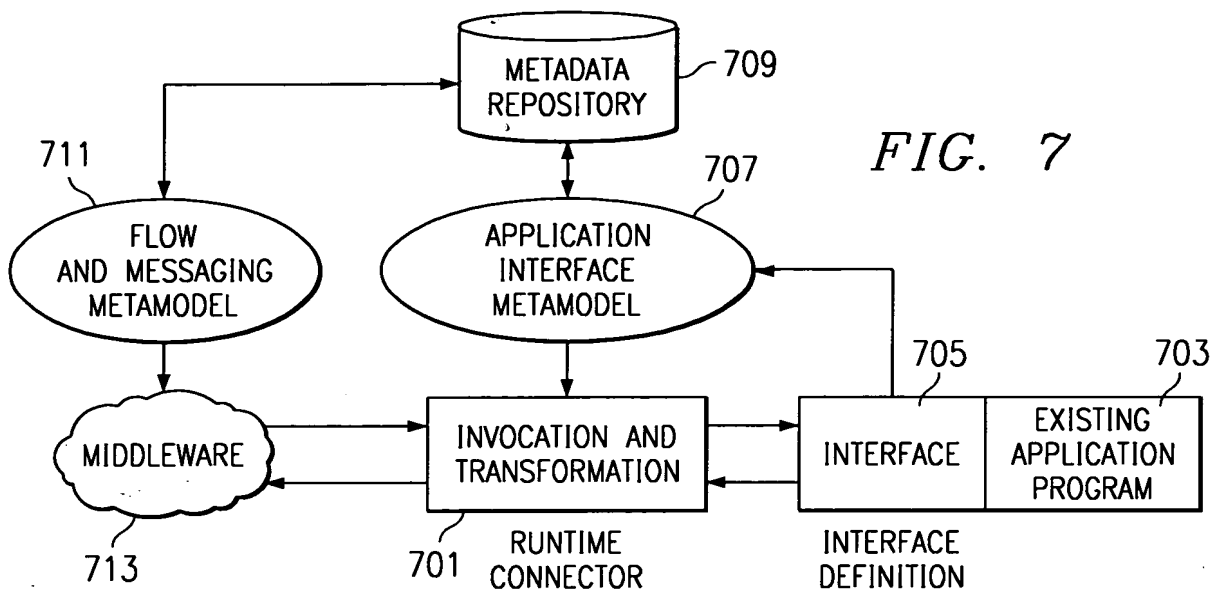 METADATA
REPOSITORY
709
FIG. 7
711
707
FLOW
AND MESSAGING
METAMODEL
APPLICATION
INTERFACE
METAMODEL
705
703
MIDDLEWARE
INVOCATION AND
TRANSFORMATION
INTERFACE
EXISTING
APPLICATION
PROGRAM
713
701
RUNTIME
CONNECTOR
INTERFACE
DEFINITION